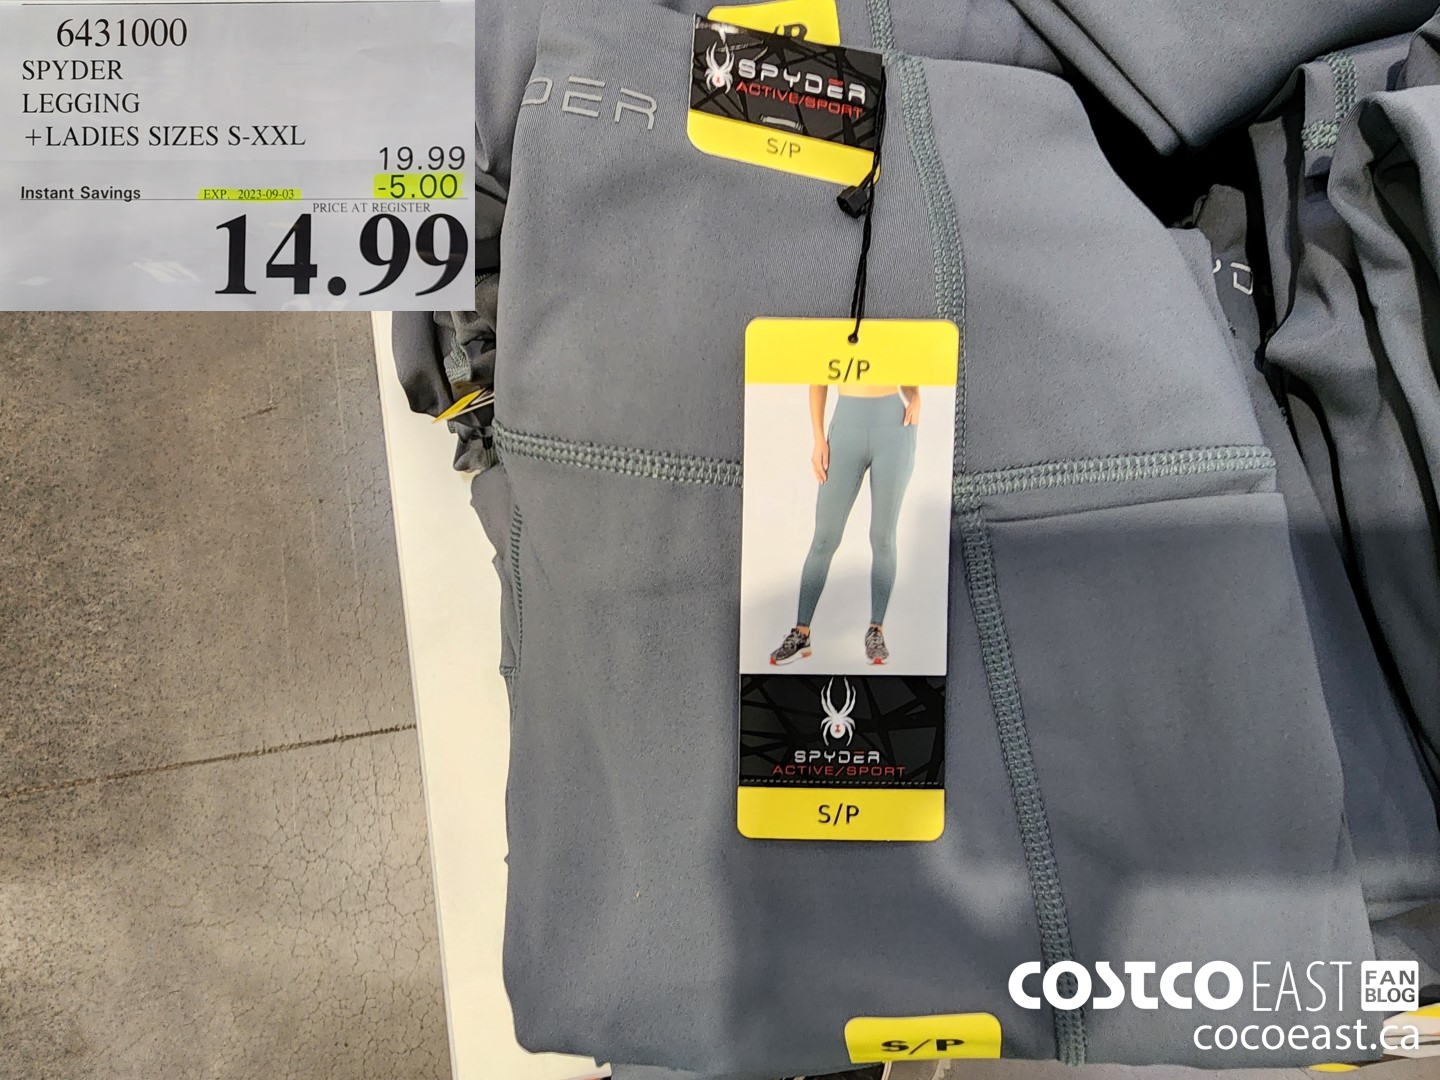 6431000
SPYDER
LEGGING
+LADIES SIZES S-XXL
19.99
Instant Savings
EXP. 2023-09-03
-5.00
PRICE AT REGISTER
14.99
DER
SPYDER
ACTIVE/SPORT
S/P
S/P
SPYDER
ACTIVE/SPORT
S/P
S/P
COSTCO EAST FAN BLOG
cocoeast.ca